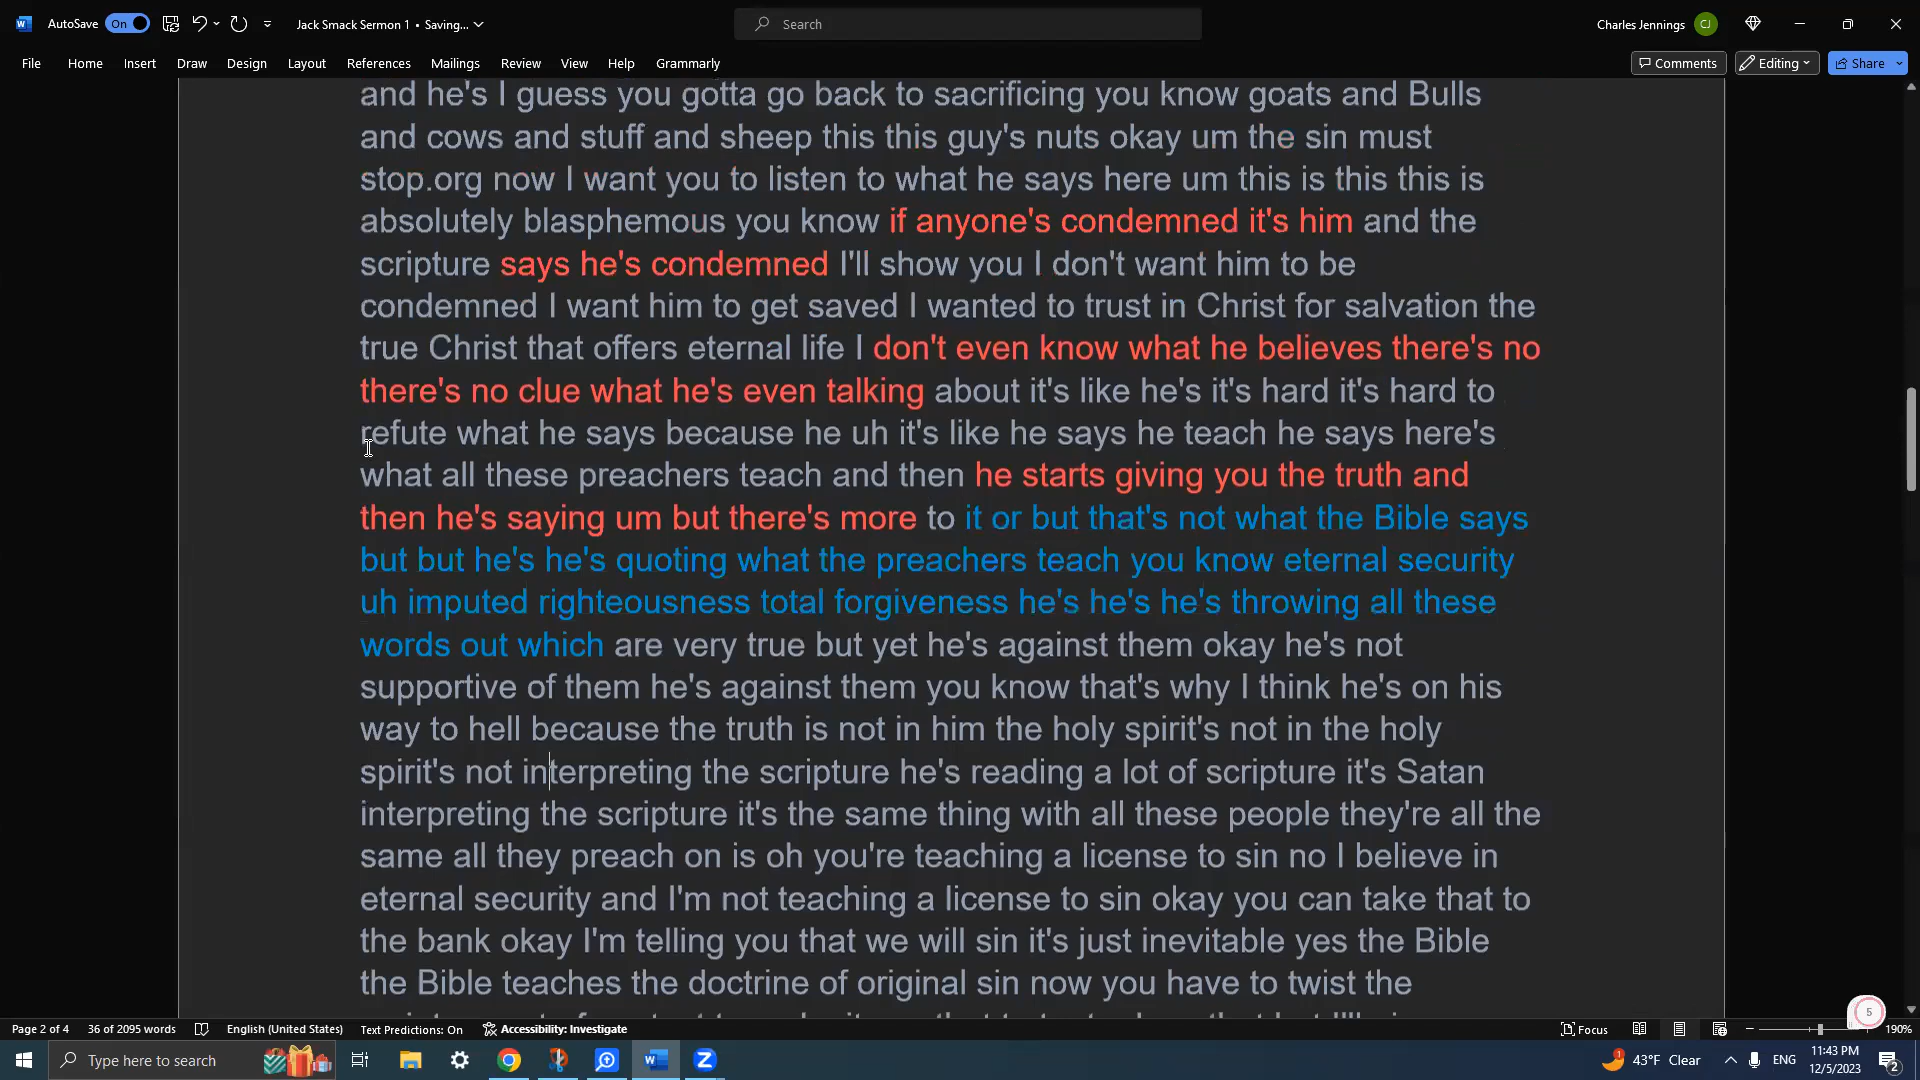 AutoSave On Jack Smack Sermon 1 • Saving... Search Charles Jennings CJ
File Home Insert Draw Design Layout References Mailings Review View Help Grammarly Comments Editing Share
and he's I guess you gotta go back to sacrificing you know goats and Bulls
and cows and stuff and sheep this this guy's nuts okay um the sin must
stop.org now I want you to listen to what he says here um this is this this is
absolutely blasphemous you know if anyone's condemned it's him and the
scripture says he's condemned I'll show you I don't want him to be
condemned I want him to get saved I wanted to trust in Christ for salvation the
true Christ that offers eternal life I don't even know what he believes there's no
there's no clue what he's even talking about it's like he's it's hard it's hard to
refute what he says because he uh it's like he says he teach he says here's
what all these preachers teach and then he starts giving you the truth and
then he's saying um but there's more to it or but that's not what the Bible says
but but he's he's quoting what the preachers teach you know eternal security
uh imputed righteousness total forgiveness he's he's he's throwing all these
words out which are very true but yet he's against them okay he's not
supportive of them he's against them you know that's why I think he's on his
way to hell because the truth is not in him the holy spirit's not in the holy
spirit's not interpreting the scripture he's reading a lot of scripture it's Satan
interpreting the scripture it's the same thing with all these people they're all the
same all they preach on is oh you're teaching a license to sin no I believe in
eternal security and I'm not teaching a license to sin okay you can take that to
the bank okay I'm telling you that we will sin it's just inevitable yes the Bible
the Bible teaches the doctrine of original sin now you have to twist the
5
Page 2 of 4 36 of 2095 words English (United States) Text Predictions: On Accessibility: Investigate Focus 190%
Type here to search 1 43°F Clear ENG 11:43 PM
12/5/2023 2